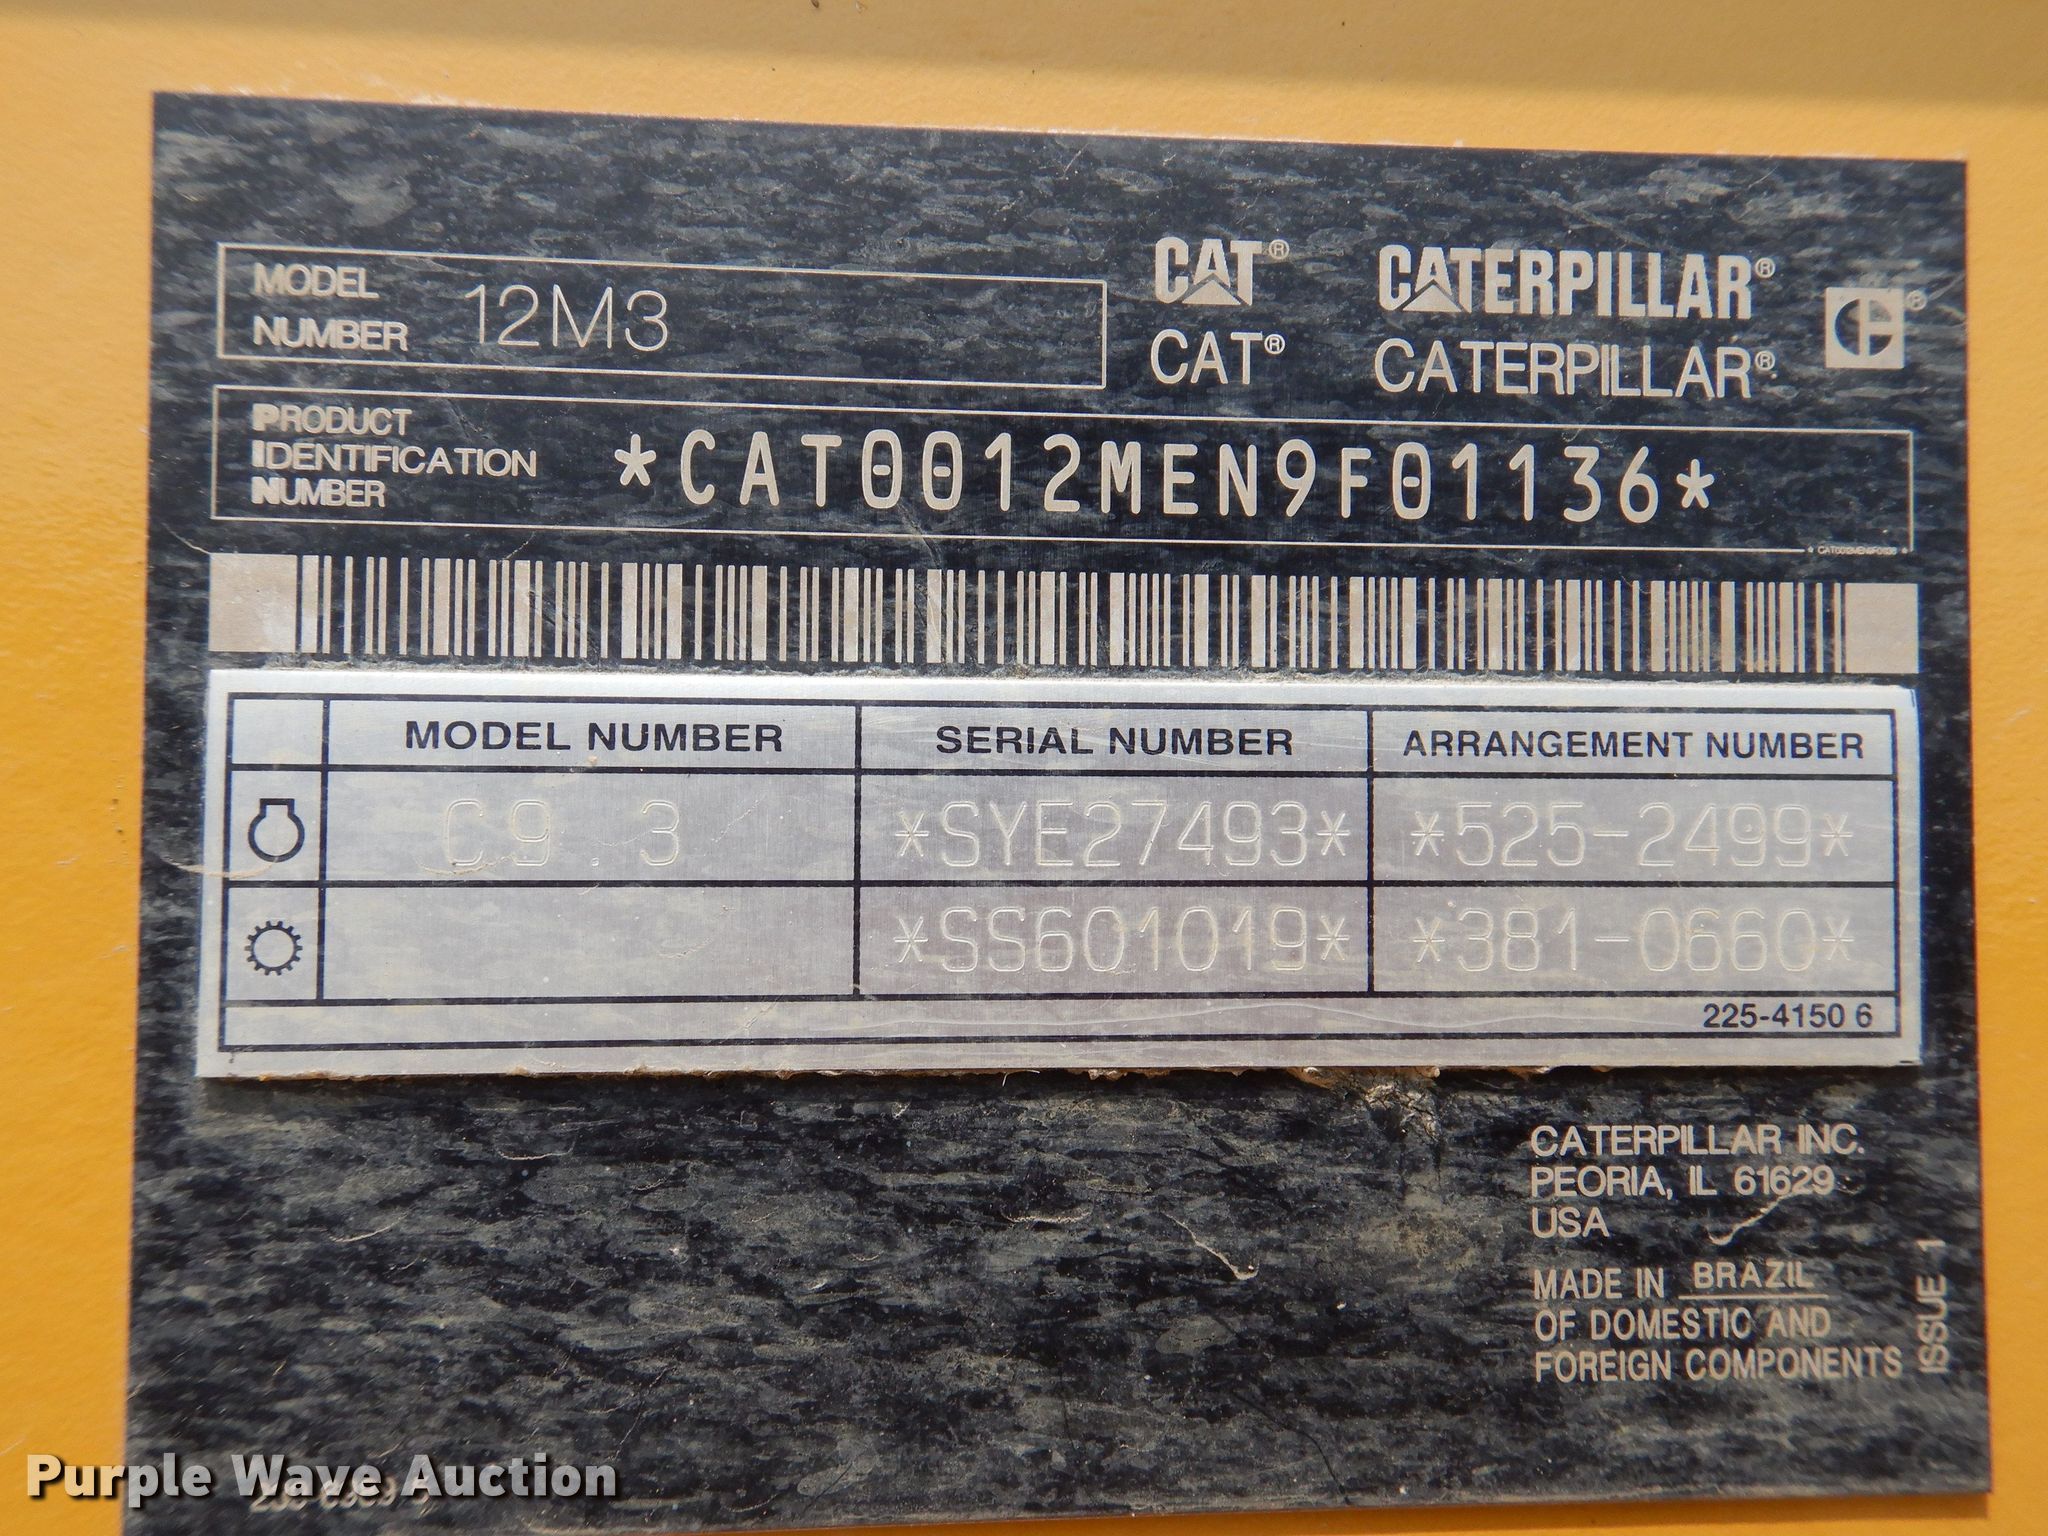 MODEL NUMBER 12M3
CAT® CATERPILLAR® ®
CAT® CATERPILLAR®
PRODUCT IDENTIFICATION NUMBER *CAT0012MEN9F01136*
* CAT0012MEN9F01136 *
MODEL NUMBER SERIAL NUMBER ARRANGEMENT NUMBER
C9.3 *SYE27493* *525-2499*
*SS601019* *381-0660*
225-4150 6
CATERPILLAR INC.
PEORIA, IL 61629
USA
MADE IN BRAZIL
OF DOMESTIC AND
FOREIGN COMPONENTS
ISSUE 1
Purple Wave Auction